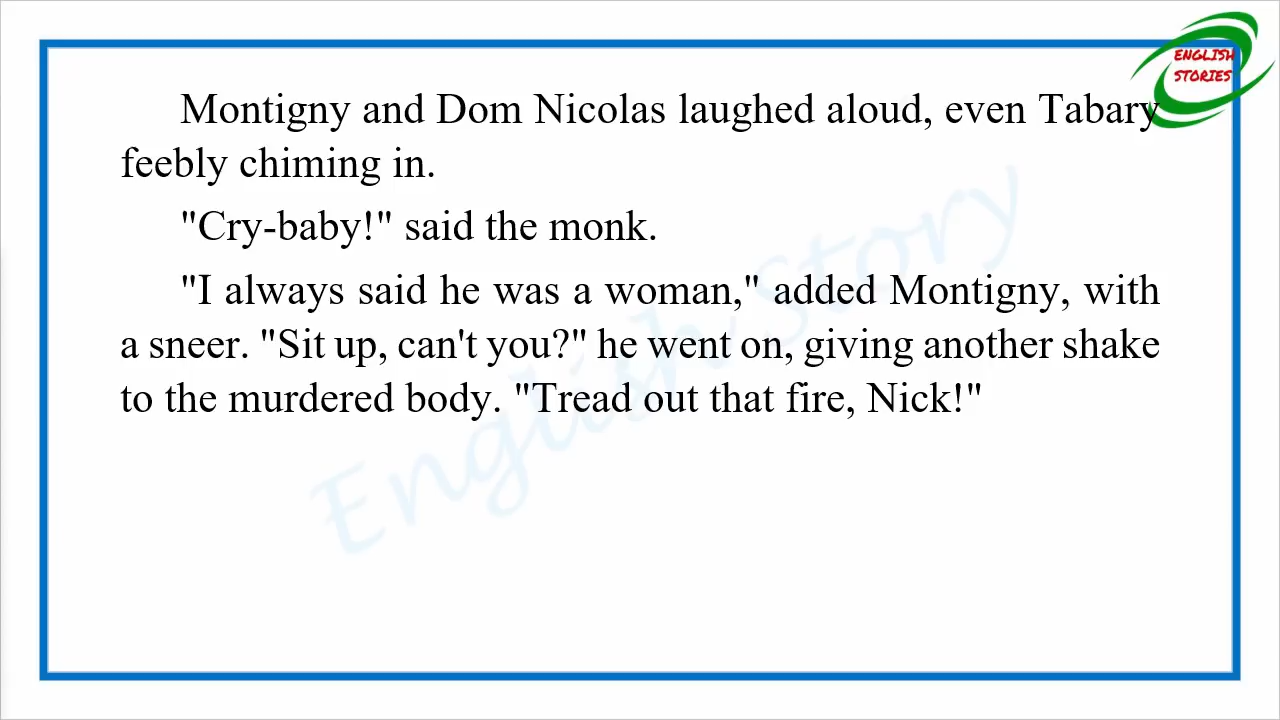 ENGLISH
STORIES
Montigny and Dom Nicolas laughed aloud, even Tabary
feebly chiming in.
"Cry-baby!" said the monk.
"I always said he was a woman," added Montigny, with
a sneer. "Sit up, can't you?" he went on, giving another shake
to the murdered body. "Tread out that fire, Nick!"
English Story